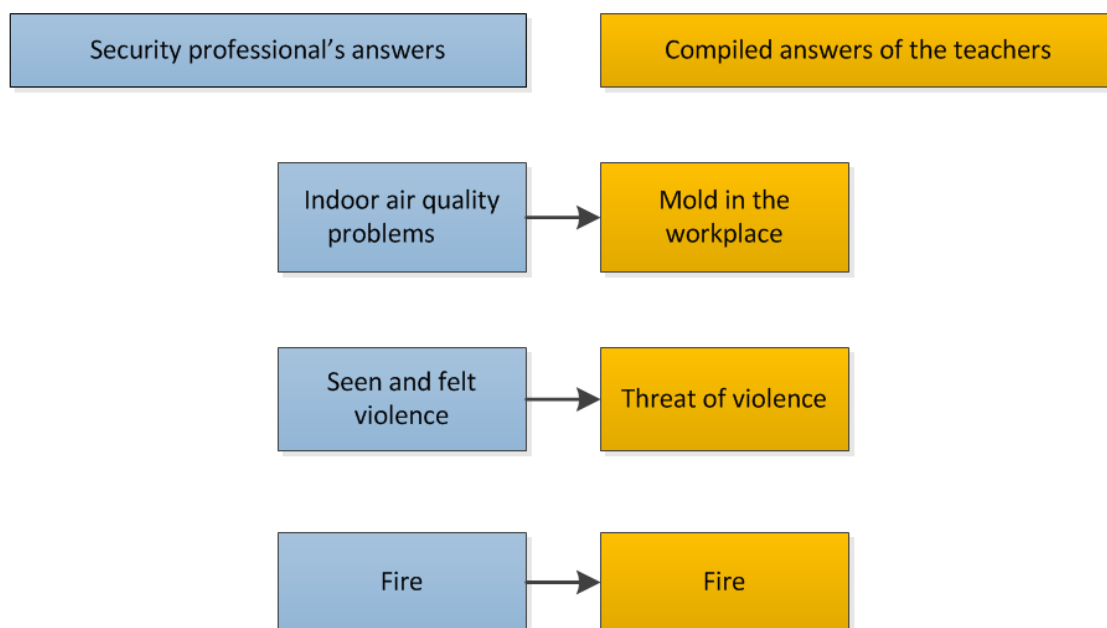 Security professional’s answers
Compiled answers of the teachers
Indoor air quality
problems
Mold in the
workplace
Seen and felt
violence
Threat of violence
Fire
Fire